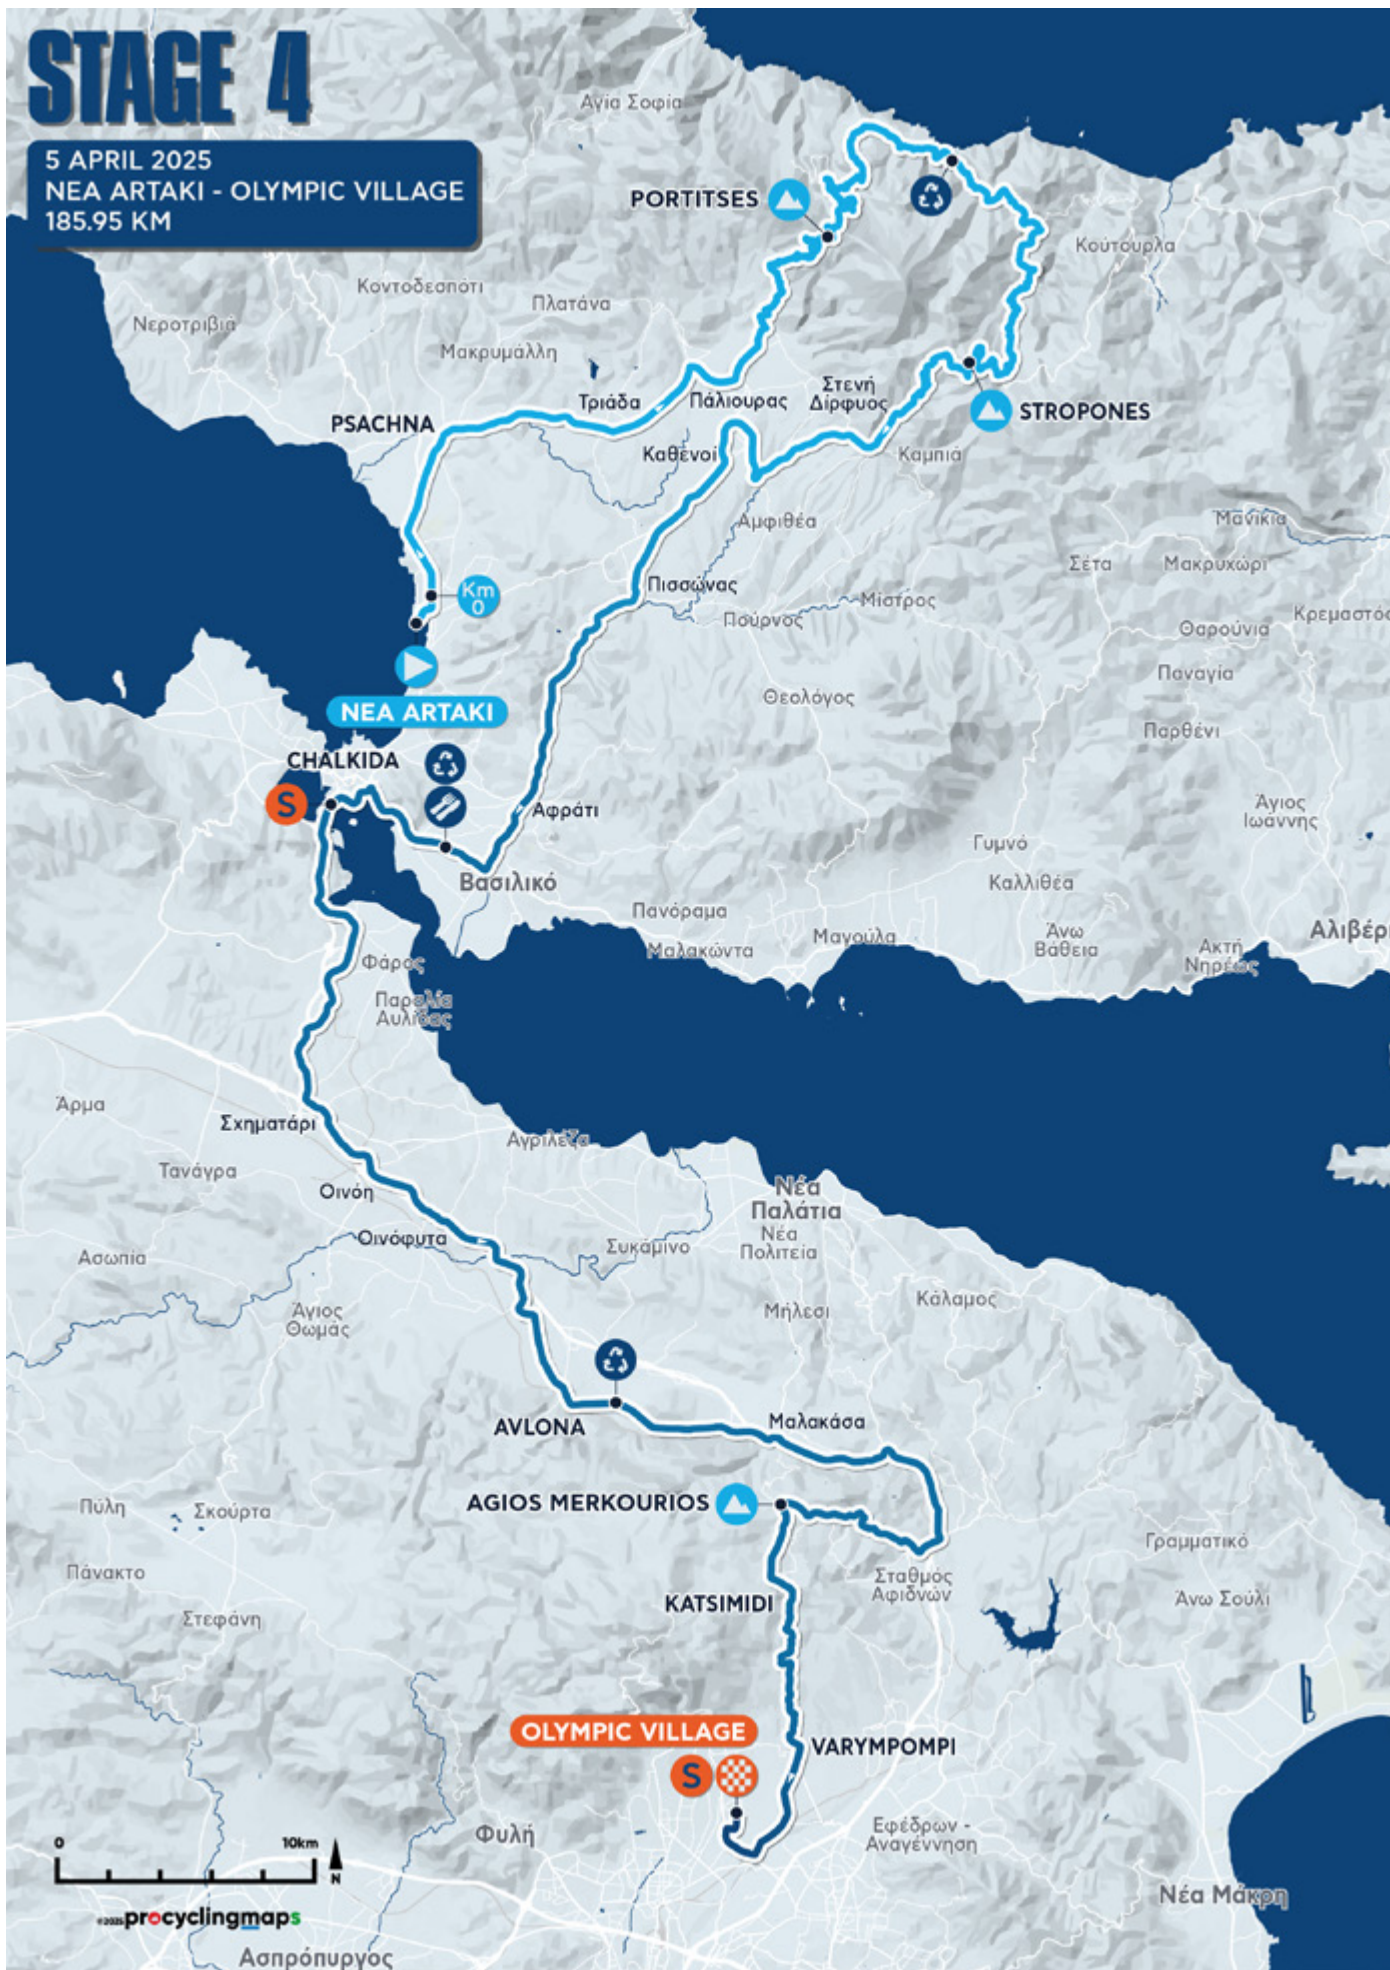 STAGE 4
5 APRIL 2025
NEA ARTAKI - OLYMPIC VILLAGE
185.95 KM
Αγία Σοφία
PORTITSES
Κούτουρλα
Κοντοδεσπότι
Πλατάνα
Νεροτριβιά
Μακρυμάλλη
Στενή
Δίρφυος
Τριάδα
Πάλιουρας
STROPONES
PSACHNA
Καθενοί
Καμπιά
Αμφιθέα
Μανίκια
Σέτα
Μακρυχώρι
Πισσώνας
Km
0
Μίστρος
Πούρνος
Κρεμαστός
Θαρούνια
Παναγία
Θεολόγος
NEA ARTAKI
Παρθένι
CHALKIDA
S
Αφράτι
Άγιος
Ιωάννης
Γυμνό
Βασιλικό
Καλλιθέα
Πανόραμα
Μαλακώντα
Μαγούλα
Άνω
Βάθεια
Ακτή
Νηρέως
Αλιβέρι
Φάρος
Παραλία
Αυλίδας
Άρμα
Σχηματάρι
Αγριλέζα
Τανάγρα
Οινόη
Νέα
Παλάτια
Νέα
Πολιτεία
Οινόφυτα
Συκάμινο
Ασωπία
Κάλαμος
Άγιος
Θωμάς
Μήλεσι
AVLONA
Μαλακάσα
AGIOS MERKOURIOS
Πύλη
Σκούρτα
Γραμματικό
Πάνακτο
Σταθμός
Αφιδνών
KATSIMIDI
Άνω Σούλι
Στεφάνη
OLYMPIC VILLAGE
S
VARYMPOMPI
Φυλή
Εφέδρων -
Αναγέννηση
0 10km
N
Νέα Μάκρη
©2025 procyclingmaps
Ασπρόπυργος